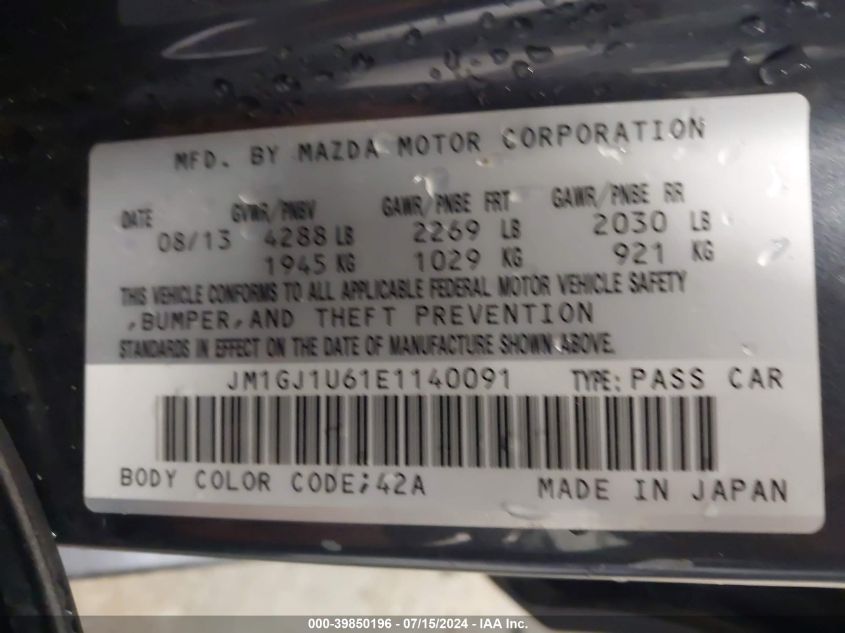 MFD. BY MAZDA MOTOR CORPORATION
DATE GVWR/PNBV GAWR/PNBE FRT GAWR/PNBE RR
08/13 4288 LB 2269 LB 2030 LB
1945 KG 1029 KG 921 KG
THIS VEHICLE CONFORMS TO ALL APPLICABLE FEDERAL MOTOR VEHICLE SAFETY
,BUMPER,AND THEFT PREVENTION
STANDARDS IN EFFECT ON THE DATE OF MANUFACTURE SHOWN ABOVE.
JM1GJ1U61E1140091 TYPE: PASS CAR
BODY COLOR CODE;42A MADE IN JAPAN
000-39850196 - 07/15/2024 - IAA Inc.